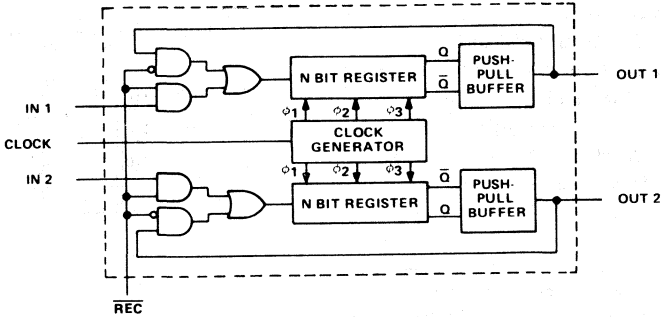 Q
PUSH-
PULL
BUFFER
OUT 1
N BIT REGISTER
Q̅
IN 1
ϕ1 ϕ2 ϕ3
CLOCK
CLOCK
GENERATOR
ϕ1 ϕ2 ϕ3
IN 2
N BIT REGISTER
Q̅
Q
PUSH-
PULL
BUFFER
OUT 2
R̅E̅C̅